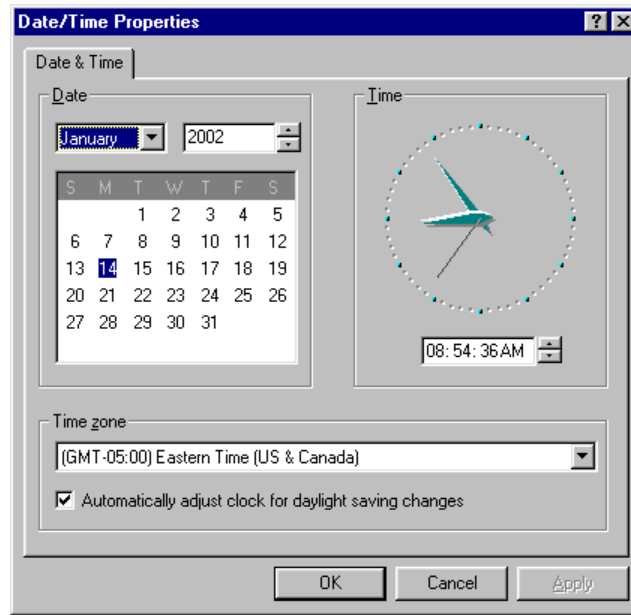 Date/Time Properties
Date & Time
Date
January 2002
S M T W T F S
1 2 3 4 5
6 7 8 9 10 11 12
13 14 15 16 17 18 19
20 21 22 23 24 25 26
27 28 29 30 31
Time
08:54:36 AM
Time zone
(GMT-05:00) Eastern Time (US & Canada)
Automatically adjust clock for daylight saving changes
OK Cancel Apply